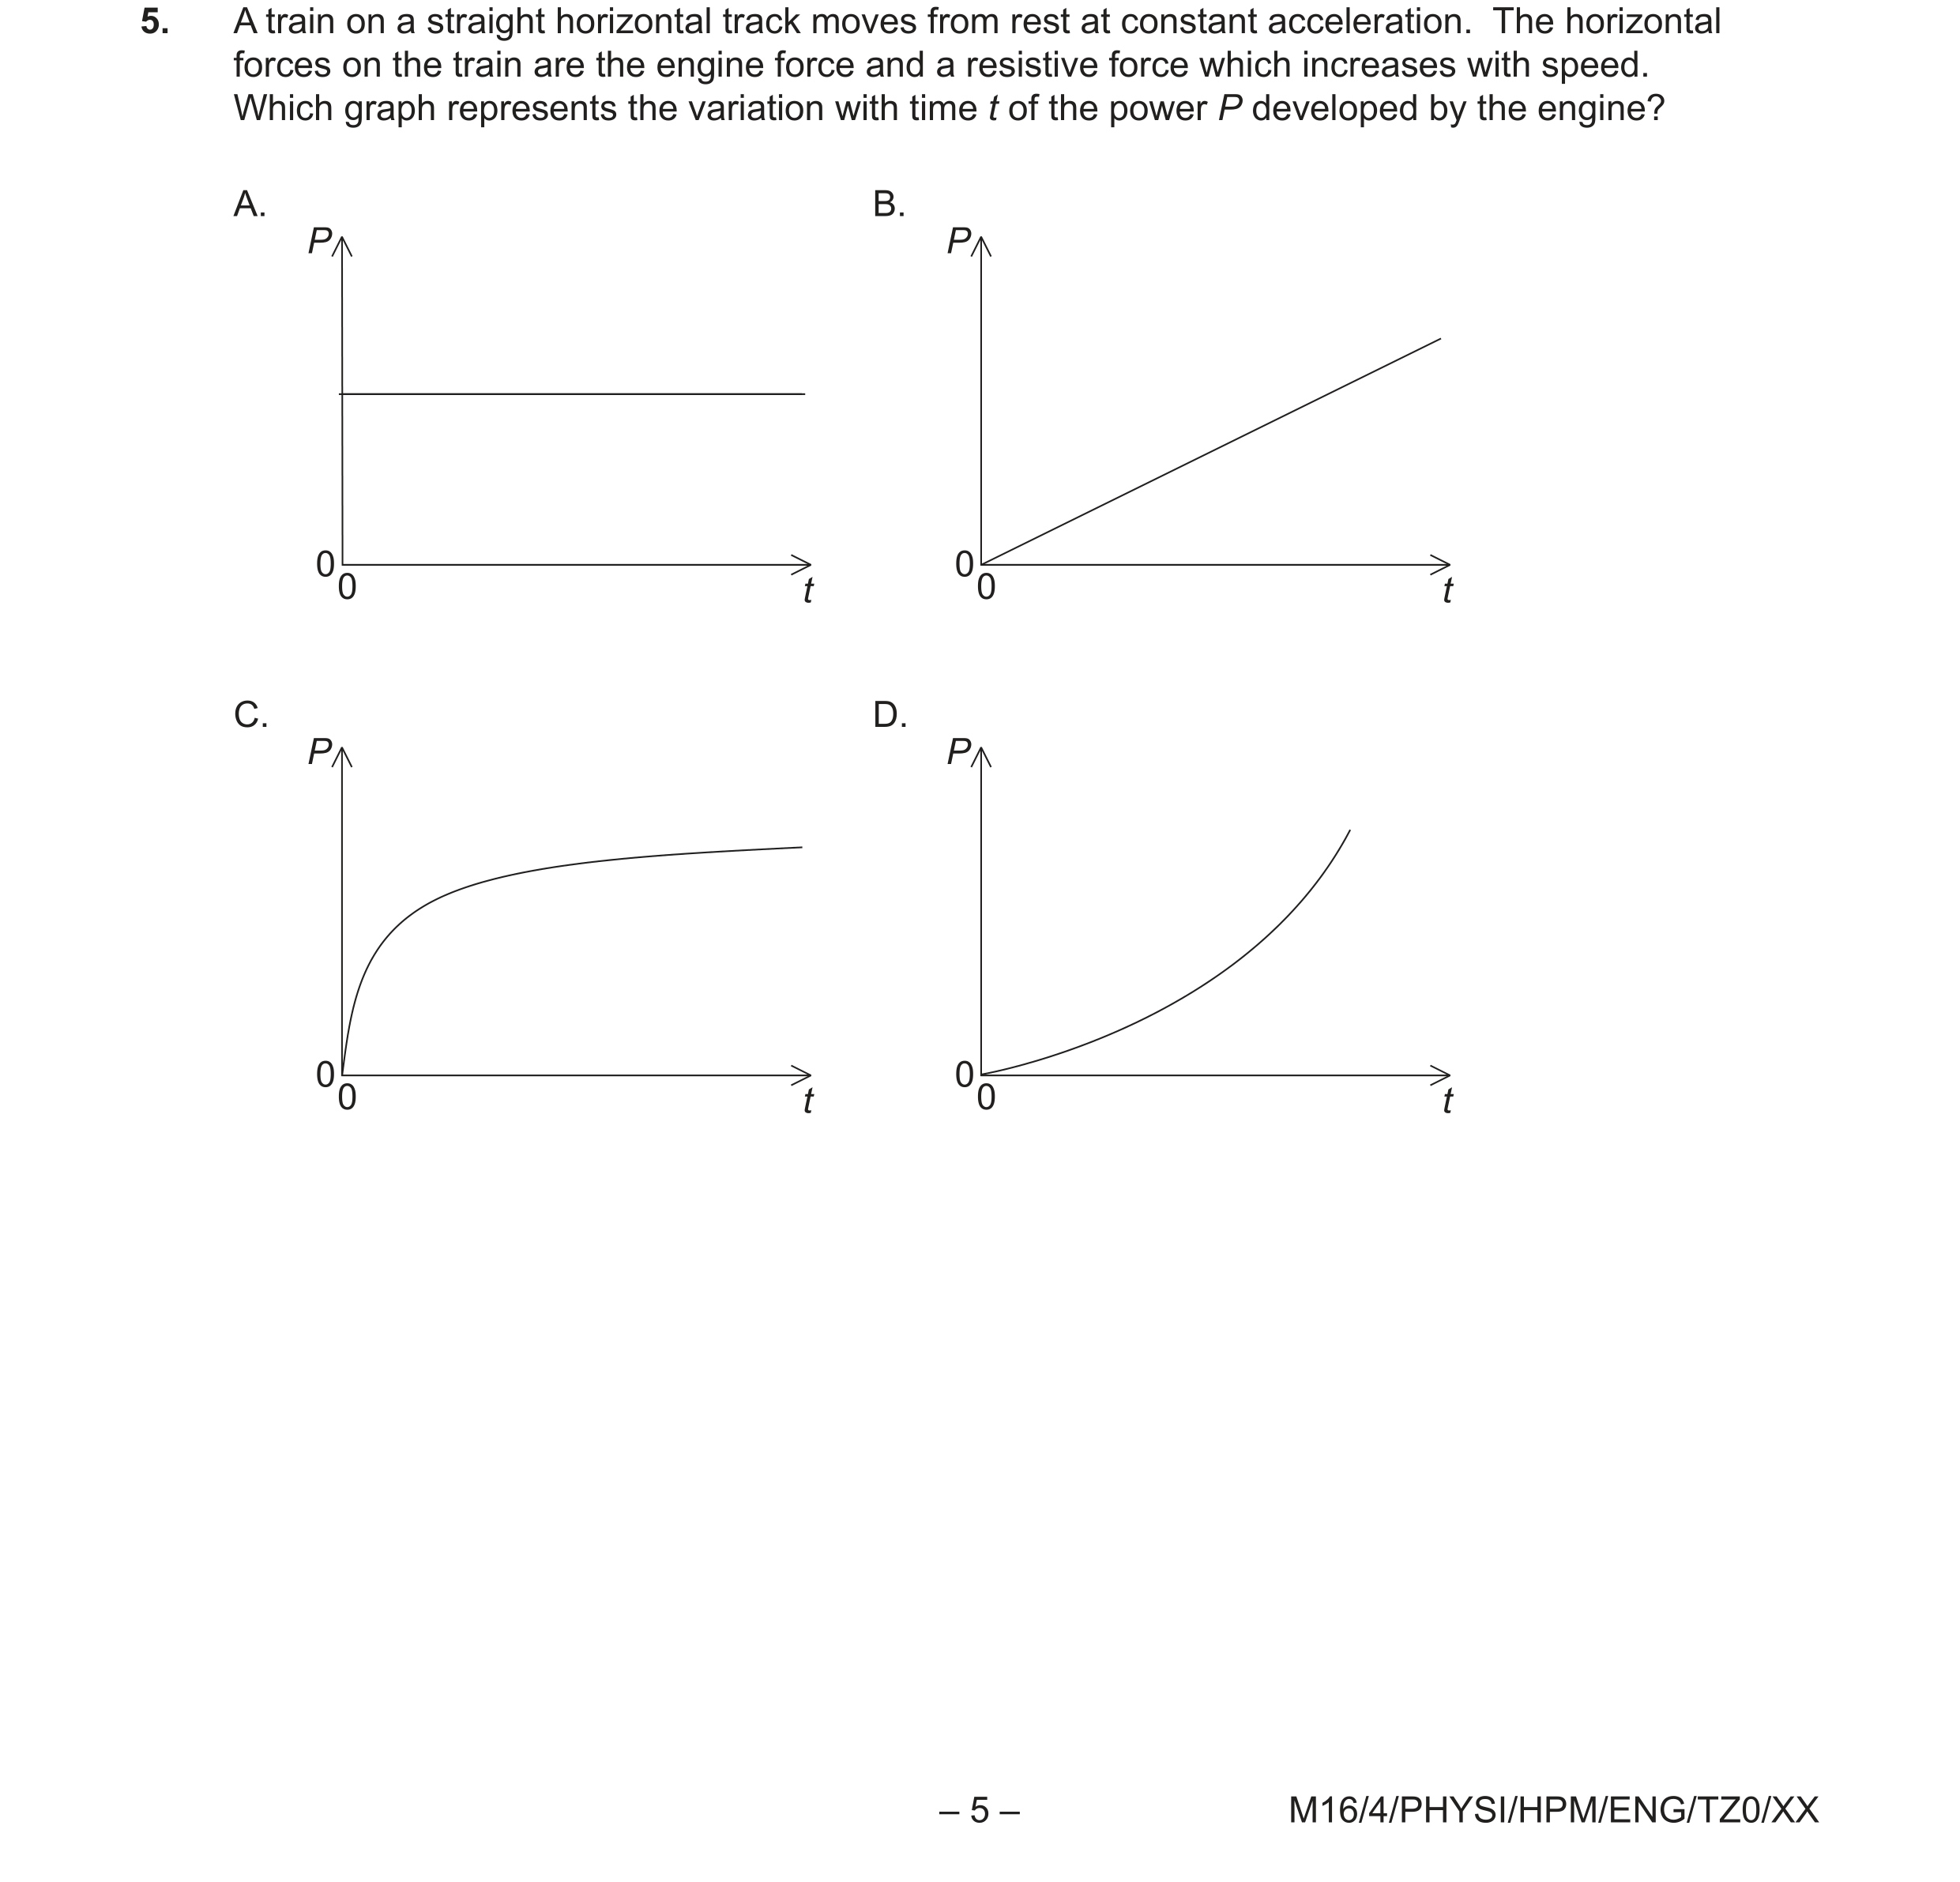 5. A train on a straight horizontal track moves from rest at constant acceleration. The horizontal
forces on the train are the engine force and a resistive force which increases with speed.
Which graph represents the variation with time t of the power P developed by the engine?
A.
B.
P
P
0
0
t
0
0
t
C.
D.
P
P
0
0
t
0
0
t
– 5 –
M16/4/PHYSI/HPM/ENG/TZ0/XX